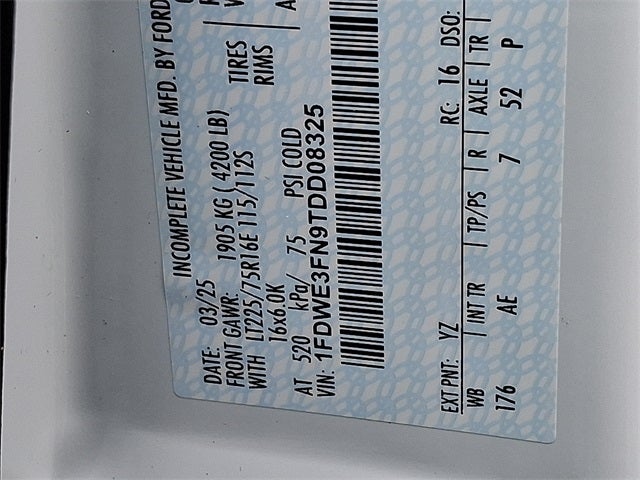 INCOMPLETE VEHICLE MFD. BY FORD
DATE: 03/25
FRONT GAWR: 1905 KG ( 4200 LB)
WITH LT225/75R16E 115/112S TIRES
16x6.0K RIMS
AT 520 kPa/ 75 PSI COLD
VIN: 1FDWE3FN9TDD08325
EXT PNT: YZ RC: 16 DSO:
WB | INT TR | TP/PS | R | AXLE | TR |
176 AE 7 52 P